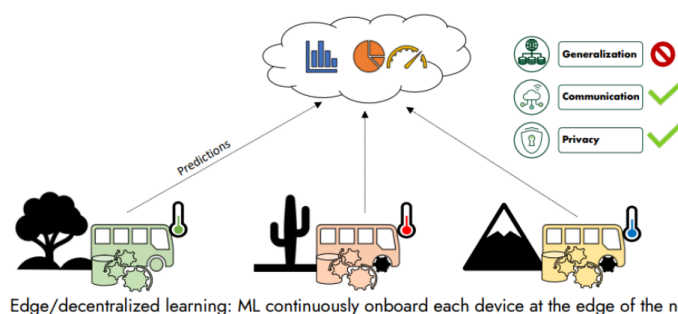 Generalization
Communication
Privacy
Predictions
Edge/decentralized learning: ML continuously onboard each device at the edge of the n